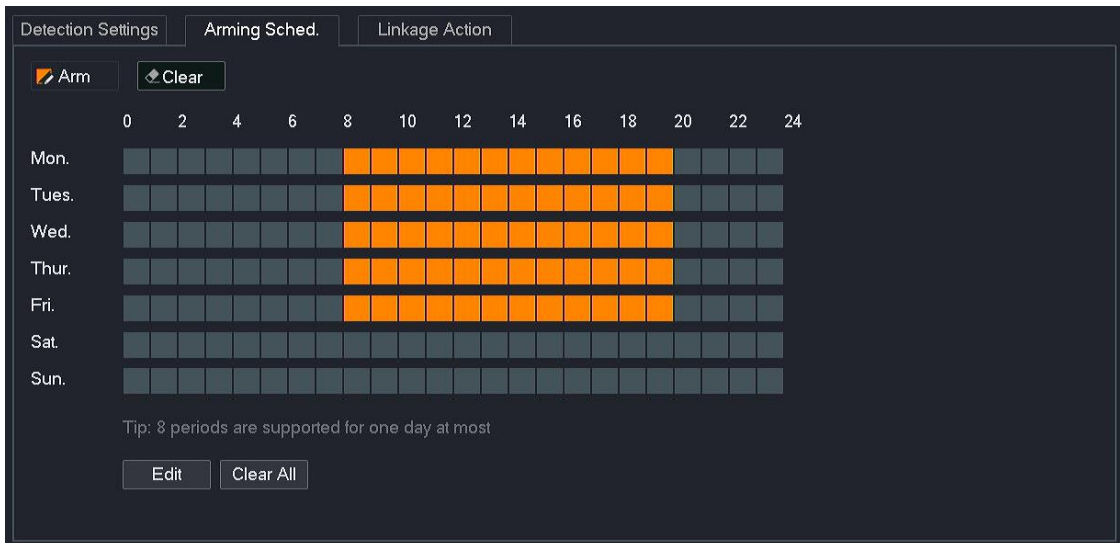 Detection Settings Arming Sched. Linkage Action
Arm Clear
0 2 4 6 8 10 12 14 16 18 20 22 24
Mon.
Tues.
Wed.
Thur.
Fri.
Sat.
Sun.
Tip: 8 periods are supported for one day at most
Edit Clear All